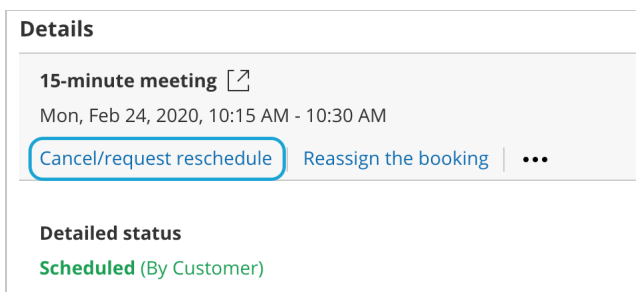 Details
15-minute meeting
Mon, Feb 24, 2020, 10:15 AM - 10:30 AM
Cancel/request reschedule Reassign the booking •••
Detailed status
Scheduled (By Customer)